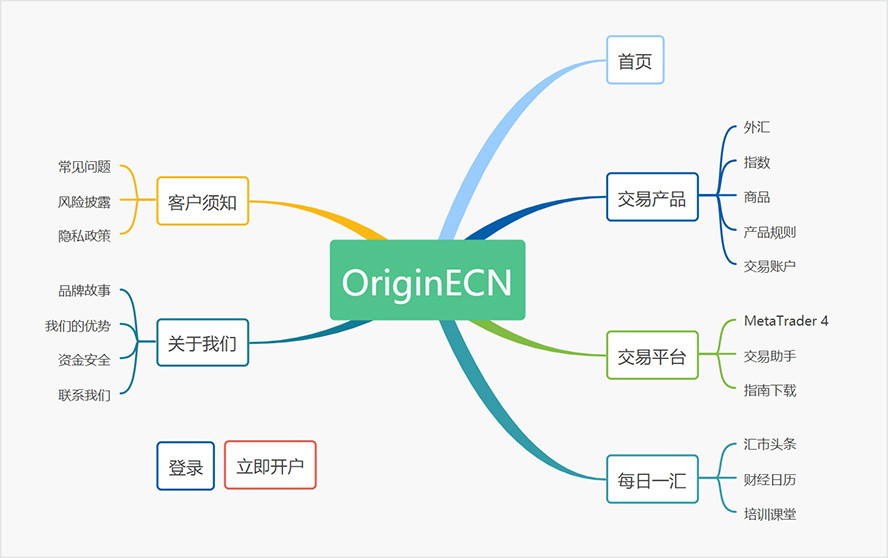 首页
交易产品
外汇
指数
商品
产品规则
交易账户
客户须知
常见问题
风险披露
隐私政策
OriginECN
关于我们
品牌故事
我们的优势
资金安全
联系我们
交易平台
MetaTrader 4
交易助手
指南下载
登录
立即开户
每日一汇
汇市头条
财经日历
培训课堂